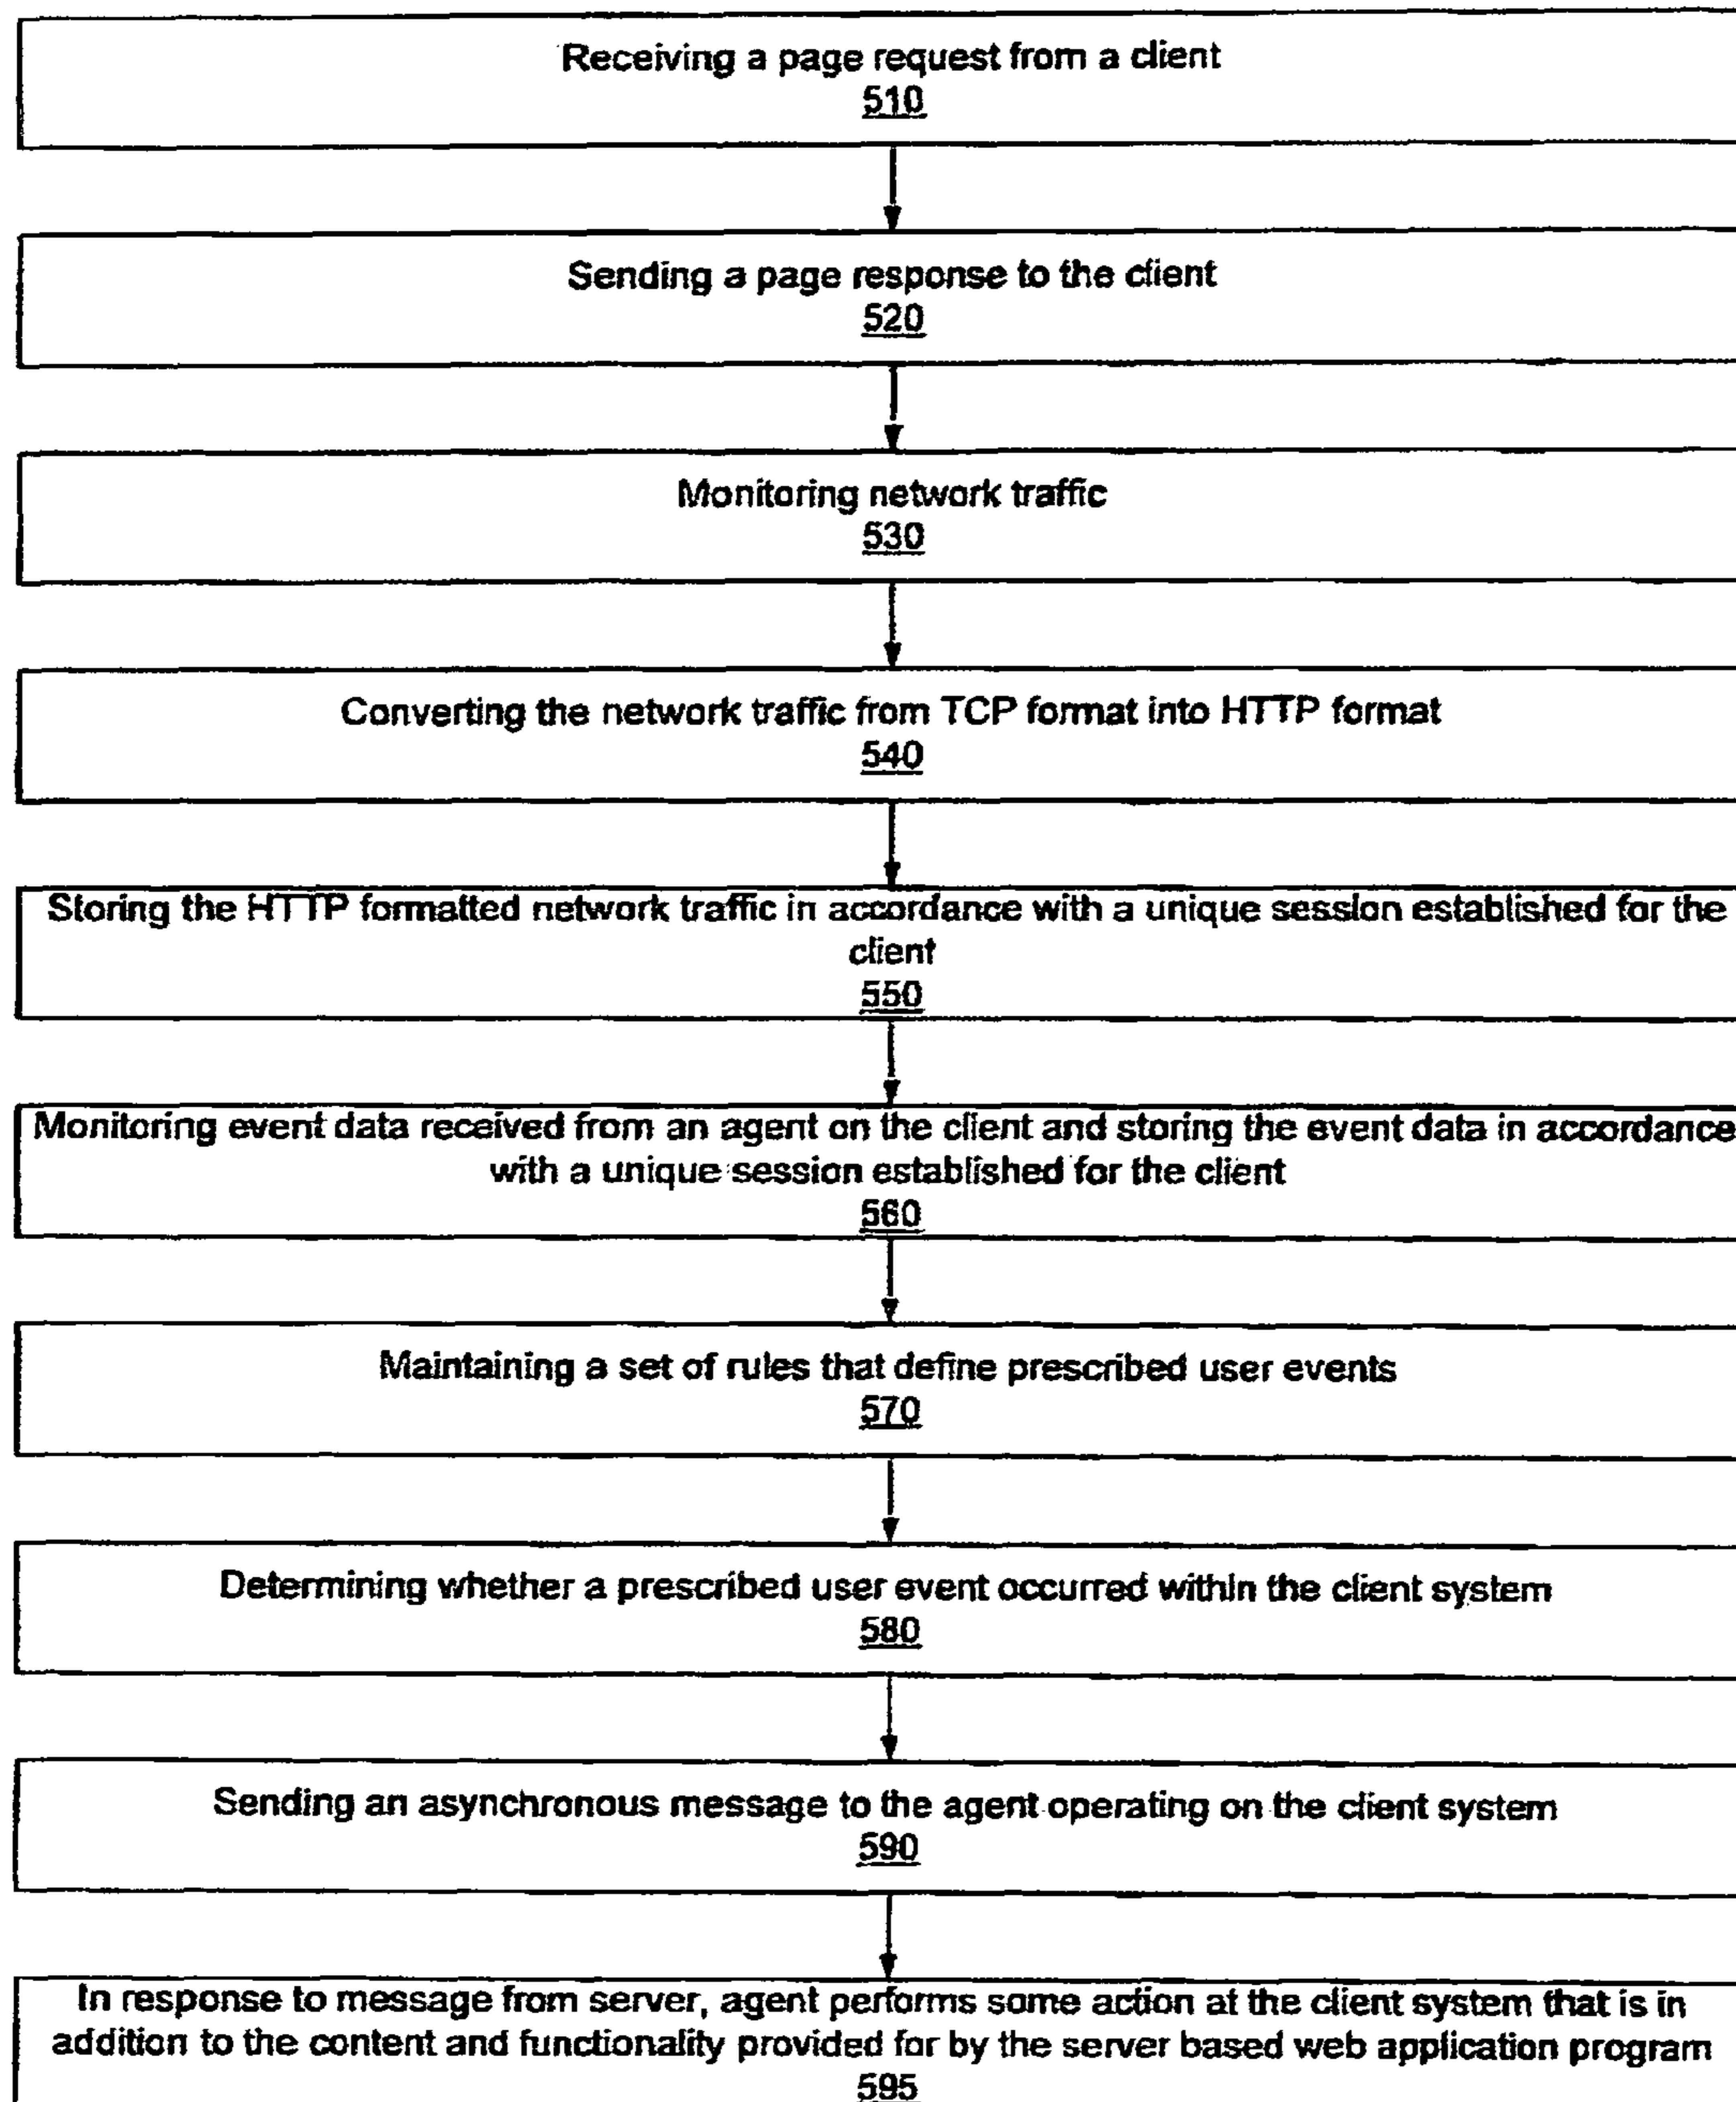 Receiving a page request from a client
510
Sending a page response to the client
520
Monitoring network traffic
530
Converting the network traffic from TCP format into HTTP format
540
Storing the HTTP formatted network traffic in accordance with a unique session established for the
client
550
Monitoring event data received from an agent on the client and storing the event data in accordance
with a unique session established for the client
560
Maintaining a set of rules that define prescribed user events
570
Determining whether a prescribed user event occurred within the client system
580
Sending an asynchronous message to the agent operating on the client system
590
In response to message from server, agent performs some action at the client system that is in
addition to the content and functionality provided for by the server based web application program
595